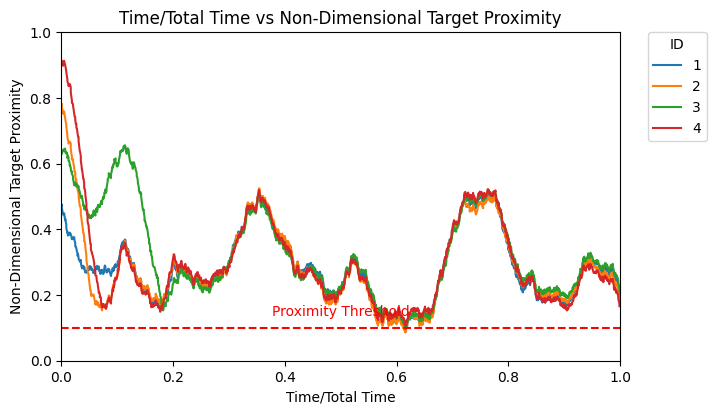 Time/Total Time vs Non-Dimensional Target Proximity
ID
1
2
3
4
Non-Dimensional Target Proximity
1.0
0.8
0.6
0.4
0.2
0.0
Proximity Threshold
0.0 0.2 0.4 0.6 0.8 1.0
Time/Total Time